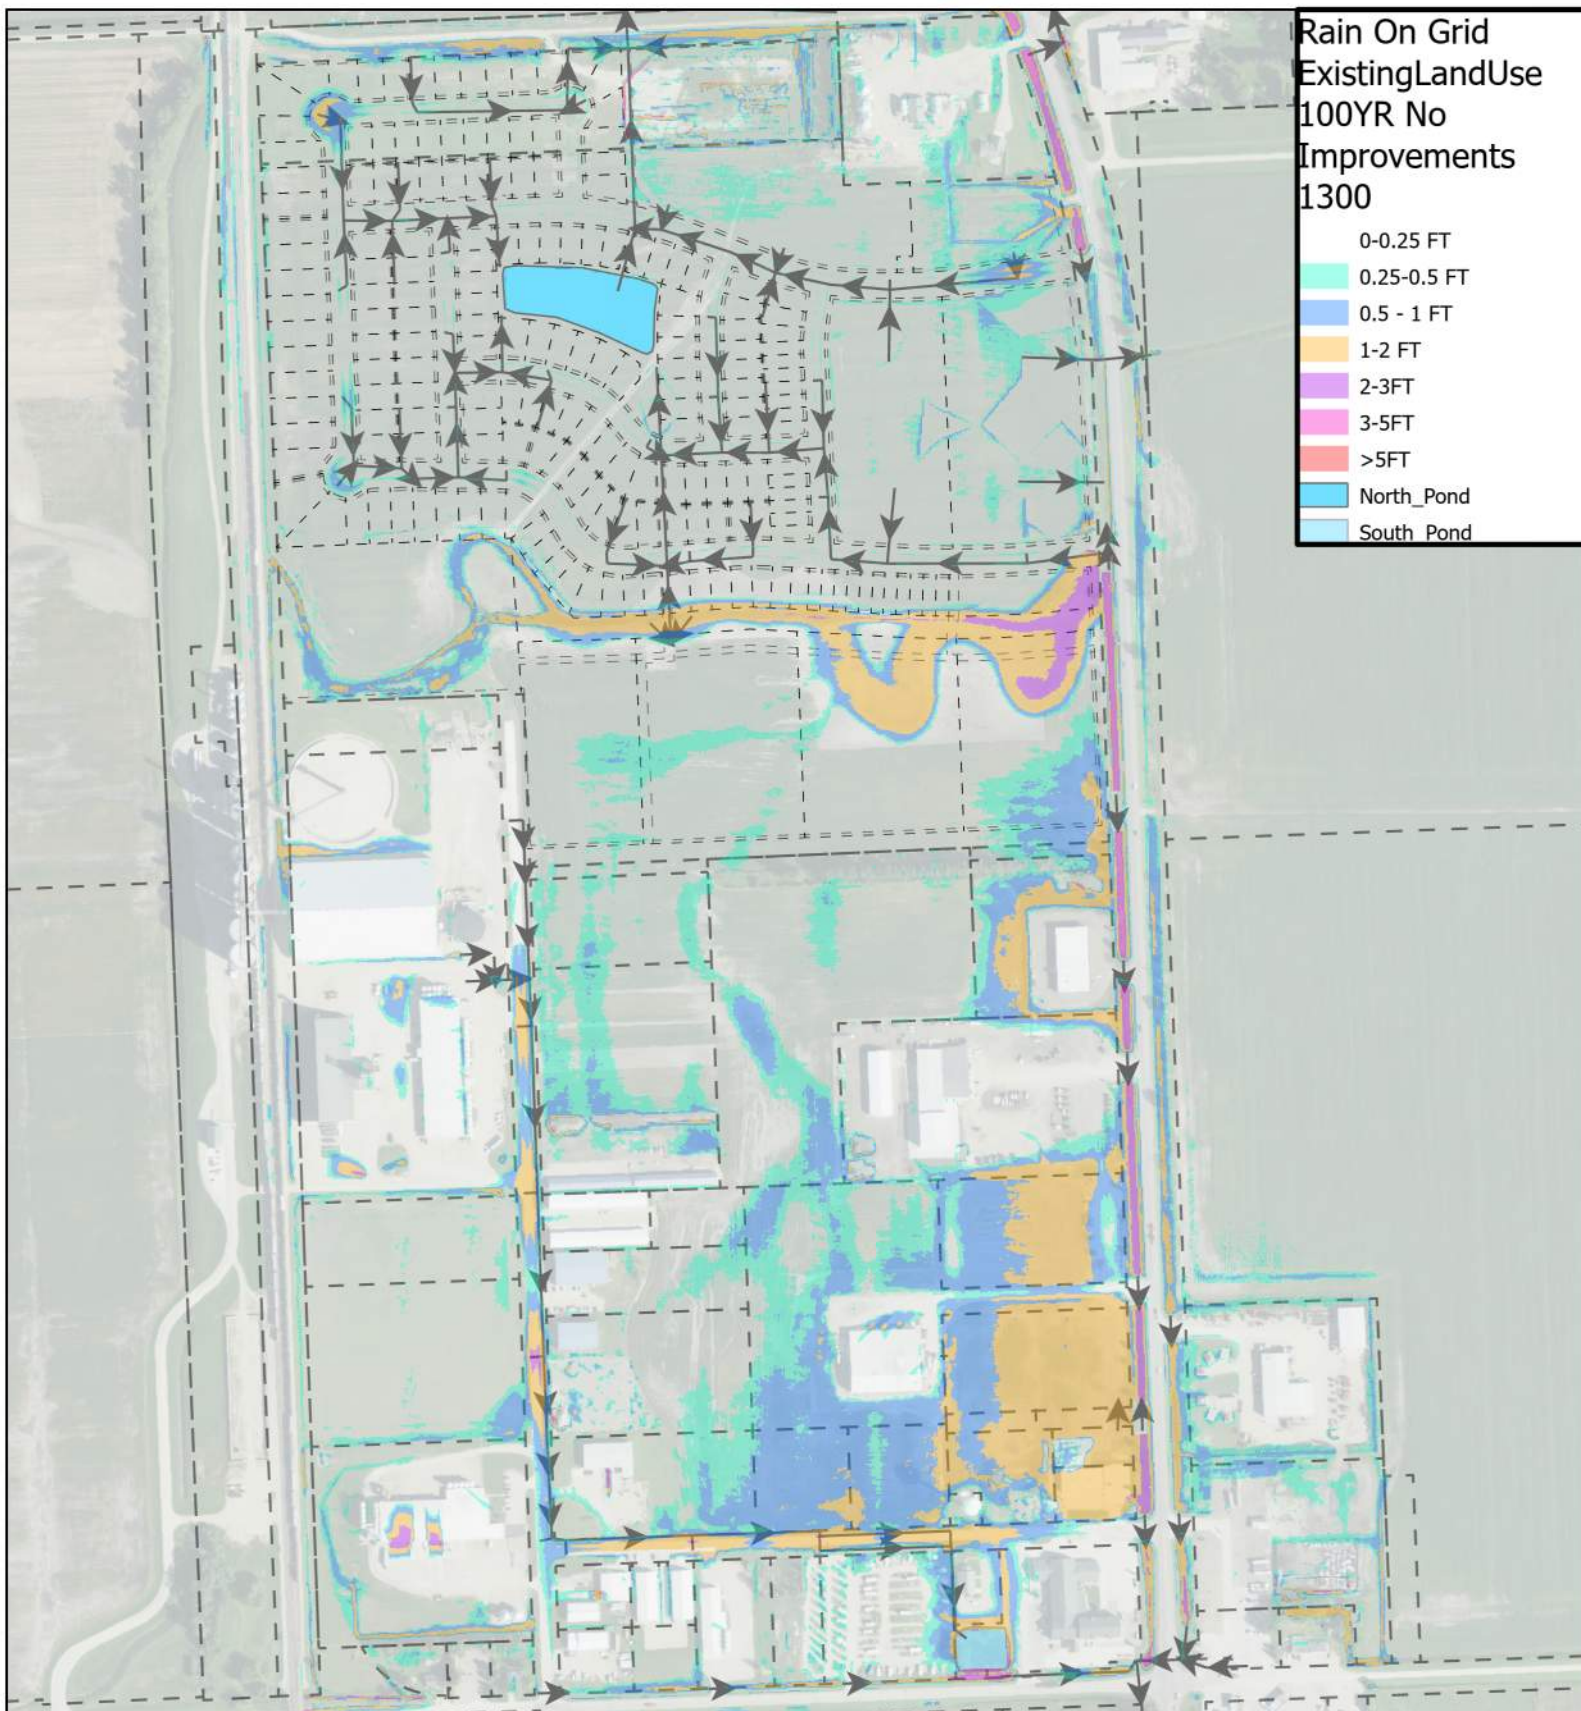 Rain On Grid
ExistingLandUse
100YR No
Improvements
1300
0-0.25 FT
0.25-0.5 FT
0.5 - 1 FT
1-2 FT
2-3FT
3-5FT
>5FT
North_Pond
South_Pond